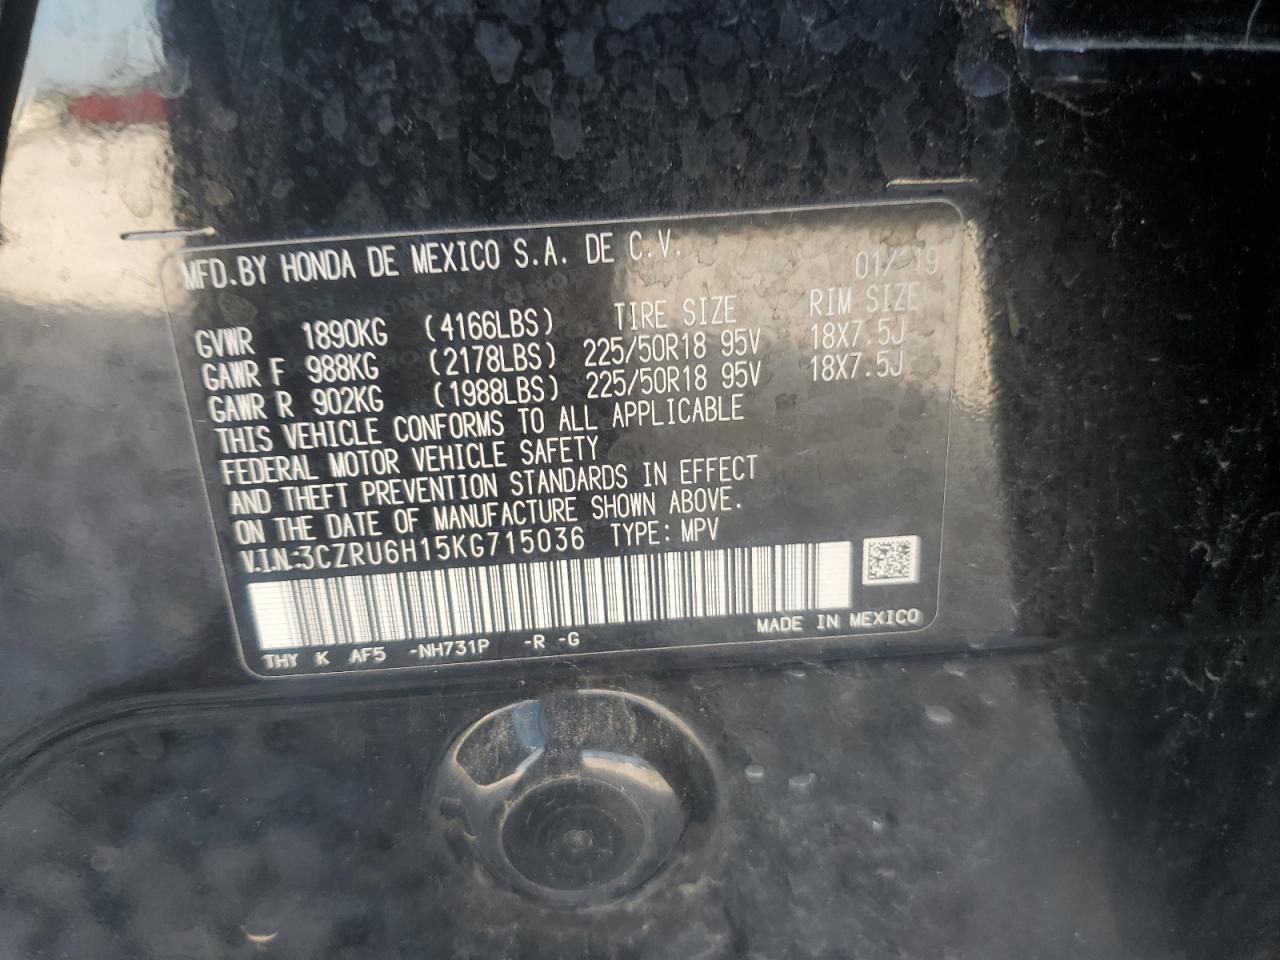 MFD.BY HONDA DE MEXICO S.A. DE C.V. 01/19
TIRE SIZE RIM SIZE
GVWR 1890KG (4166LBS)
GAWR F 988KG (2178LBS) 225/50R18 95V 18X7.5J
GAWR R 902KG (1988LBS) 225/50R18 95V 18X7.5J
THIS VEHICLE CONFORMS TO ALL APPLICABLE
FEDERAL MOTOR VEHICLE SAFETY
AND THEFT PREVENTION STANDARDS IN EFFECT
ON THE DATE OF MANUFACTURE SHOWN ABOVE.
V.I.N.:3CZRU6H15KG715036 TYPE: MPV
MADE IN MEXICO
THY K AF5 -NH731P -R -G